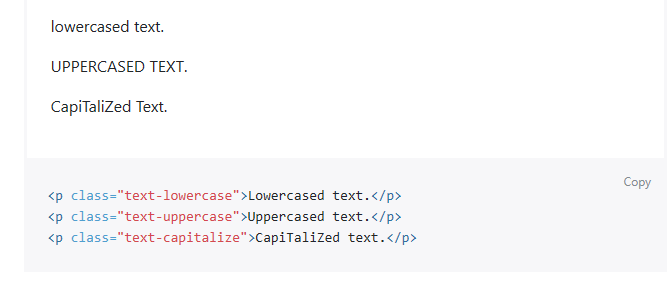 lowercased text.
UPPERCASED TEXT.
CapiTaliZed Text.
Copy
<p class="text-lowercase">Lowercased text.</p>
<p class="text-uppercase">Uppercased text.</p>
<p class="text-capitalize">CapiTaliZed text.</p>